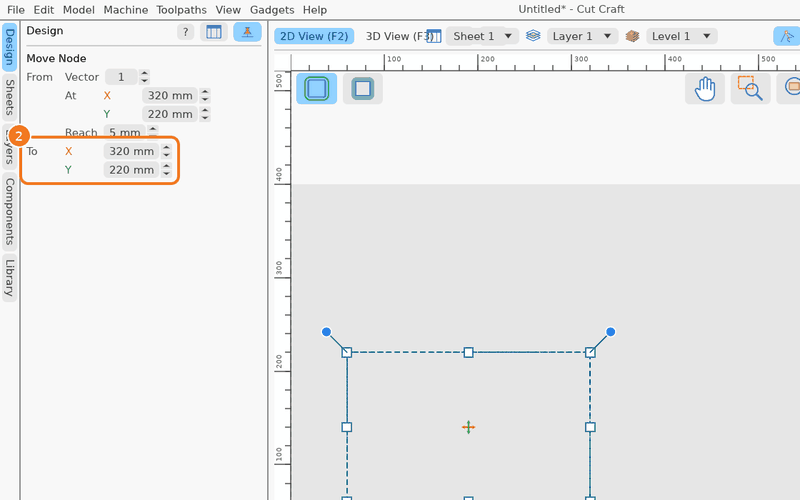 File Edit Model Machine Toolpaths View Gadgets Help Untitled* - Cut Craft
Design ?
2D View (F2) 3D View (F3) Sheet 1 Layer 1 Level 1
Move Node
From Vector 1
At X 320 mm
Y 220 mm
Reach 5 mm
2
To X 320 mm
Y 220 mm
Design
Sheets
Components
Library
100 200 300 400 500
500
400
300
200
100